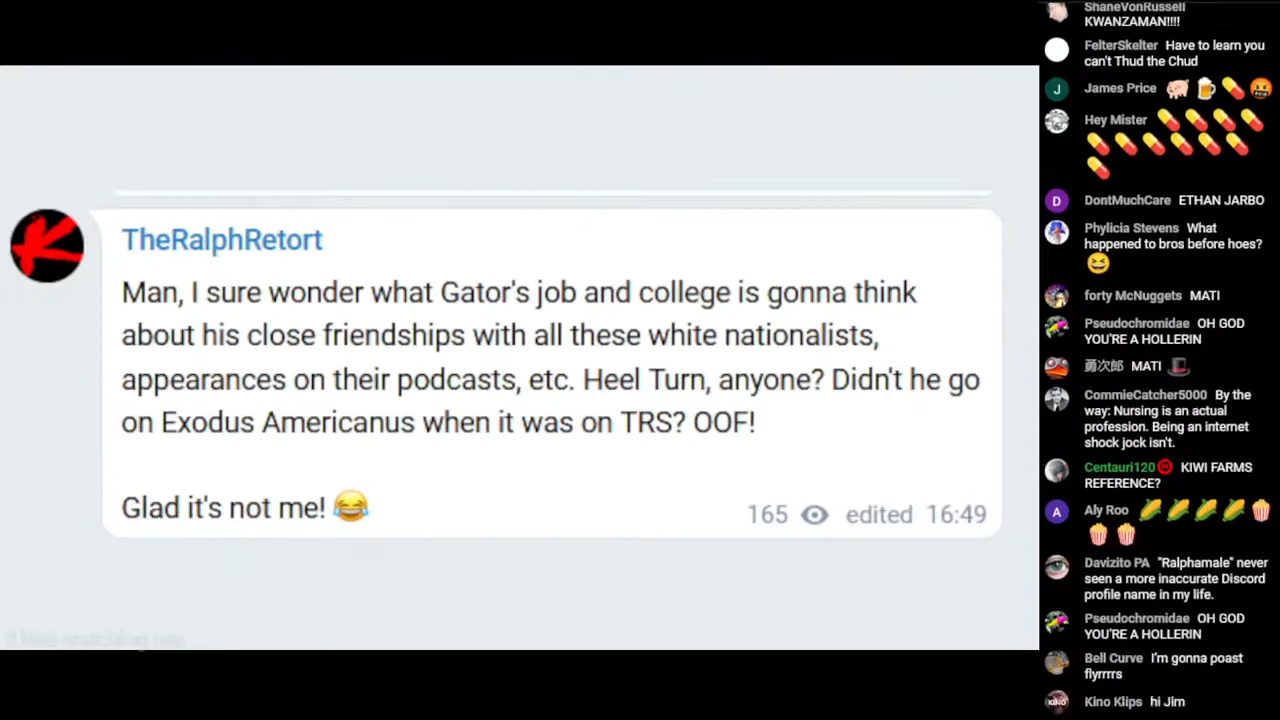 TheRalphRetort
Man, I sure wonder what Gator's job and college is gonna think
about his close friendships with all these white nationalists,
appearances on their podcasts, etc. Heel Turn, anyone? Didn't he go
on Exodus Americanus when it was on TRS? OOF!
Glad it's not me! 😂
165 edited 16:49
ShaneVonRussell
KWANZAMAN!!!!
FelterSkelter Have to learn you
can't Thud the Chud
J James Price 🐖🍺💊🤬
Hey Mister 💊💊💊💊
💊💊💊💊💊💊
💊
D DontMuchCare ETHAN JARBO
Phylicia Stevens What
happened to bros before hoes?
😆
forty McNuggets MATI
Pseudochromidae OH GOD
YOU'RE A HOLLERIN
勇次郎 MATI 🎩
CommieCatcher5000 By the
way: Nursing is an actual
profession. Being an internet
shock jock isn't.
Centauri120 KIWI FARMS
REFERENCE?
A Aly Roo 🌽🌽🌽🌽🍿
🍿🍿
Davizito PA "Ralphamale" never
seen a more inaccurate Discord
profile name in my life.
Pseudochromidae OH GOD
YOU'RE A HOLLERIN
Bell Curve I'm gonna poast
flyrrrrs
KINO Kino Klips hi Jim